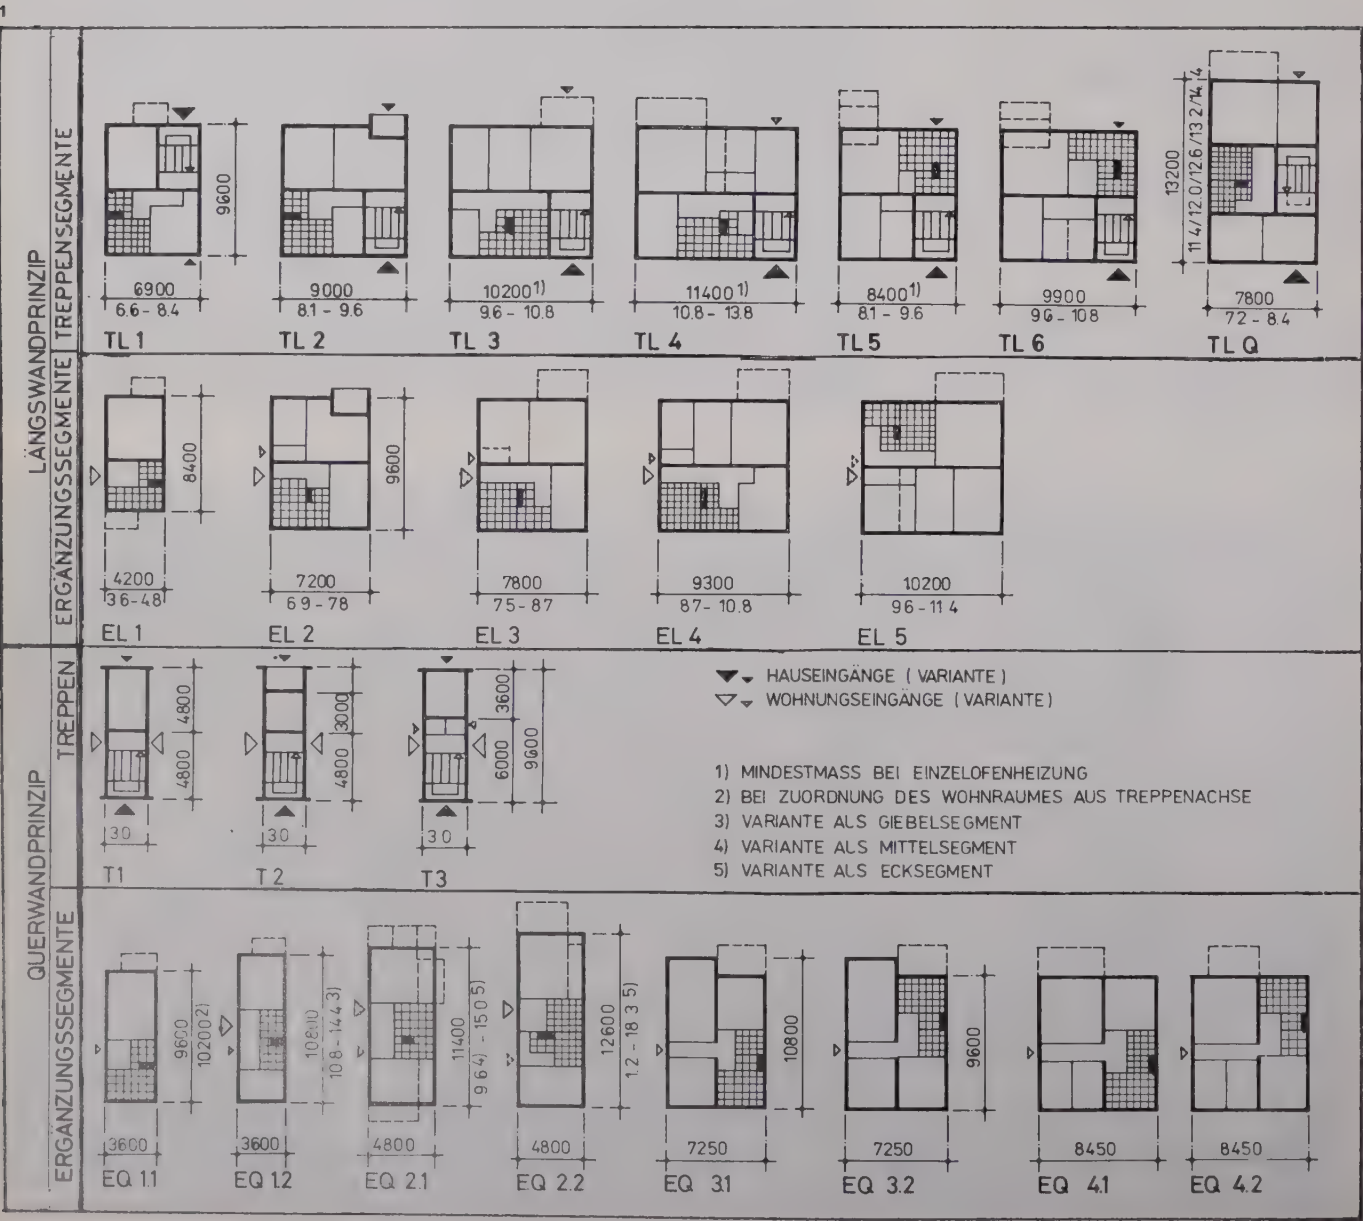 1
LÄNGSWANDPRINZIP
TREPPENSEGMENTE
9600
6900
6.6 - 8.4
TL 1
9000
8.1 - 9.6
TL 2
10200 1)
9.6 - 10.8
TL 3
11400 1)
10.8 - 13.8
TL 4
8400 1)
8.1 - 9.6
TL 5
9900
9 6 - 10 8
TL 6
13200
11 4/12.0/12.6/13 2/14. 4
7800
7 2 - 8.4
TL Q
ERGÄNZUNGSSEGMENTE
8400
4200
3 6 - 4.8
EL 1
9600
7200
6 9 - 7 8
EL 2
7800
7 5 - 8 7
EL 3
9300
8 7 - 10.8
EL 4
10200
9 6 - 11 4
EL 5
QUERWANDPRINZIP
TREPPEN
4800
4800
3 0
T1
3000
4800
3 0
T 2
3600
6000
9600
3 0
T3
HAUSEINGÄNGE ( VARIANTE )
WOHNUNGSEINGÄNGE ( VARIANTE )
1) MINDESTMASS BEI EINZELOFENHEIZUNG
2) BEI ZUORDNUNG DES WOHNRAUMES AUS TREPPENACHSE
3) VARIANTE ALS GIEBELSEGMENT
4) VARIANTE ALS MITTELSEGMENT
5) VARIANTE ALS ECKSEGMENT
ERGÄNZUNGSSEGMENTE
9600
10200 2)
3600
EQ 1.1
10800
10 8 - 14 4 3)
3600
EQ 1.2
11400
9 6 4) - 15 0 5)
4800
EQ 2.1
12600
1.2 - 18 3 5)
4800
EQ 2.2
10800
7250
EQ 3.1
9600
7250
EQ 3.2
8450
EQ 4.1
8450
EQ 4.2